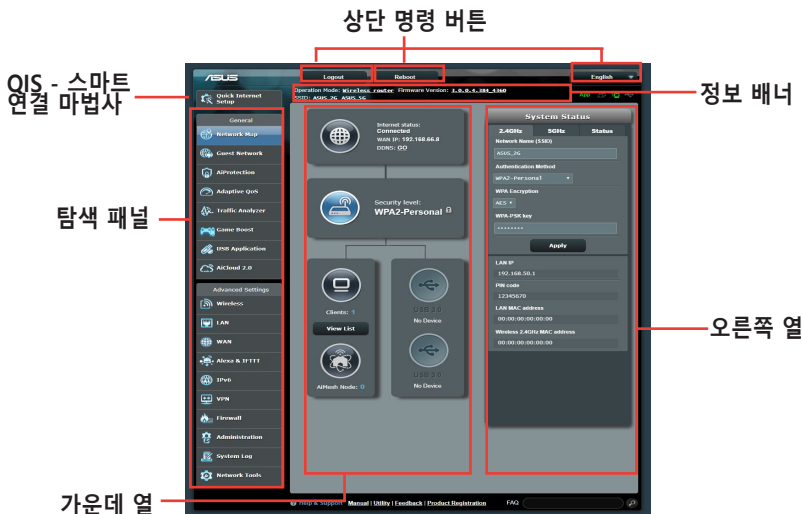 상단 명령 버튼
QIS - 스마트
연결 마법사
정보 배너
탐색 패널
오른쪽 열
가운데 열
ASUS
Logout
Reboot
English
Quick Internet
Setup
Operation Mode: Wireless router Firmware Version: 3.0.0.4.384_4360
SSID: ASUS_2G ASUS_5G
App
General
Network Map
Guest Network
AiProtection
Adaptive QoS
Traffic Analyzer
Game Boost
USB Application
AiCloud 2.0
Advanced Settings
Wireless
LAN
WAN
Alexa & IFTTT
IPv6
VPN
Firewall
Administration
System Log
Network Tools
Internet status:
Connected
WAN IP: 192.168.66.8
DDNS: GO
Security level:
WPA2-Personal
Clients: 1
View List
AiMesh Node: 0
USB 3.0
No Device
USB 3.0
No Device
System Status
2.4GHz 5GHz Status
Network Name (SSID)
ASUS_2G
Authentication Method
WPA2-Personal
WPA Encryption
AES
WPA-PSK key
••••••••
Apply
LAN IP
192.168.50.1
PIN code
12345670
LAN MAC address
00:00:00:00:00:00
Wireless 2.4GHz MAC address
00:00:00:00:00:00
Help & Support Manual | Utility | Feedback | Product Registration FAQ